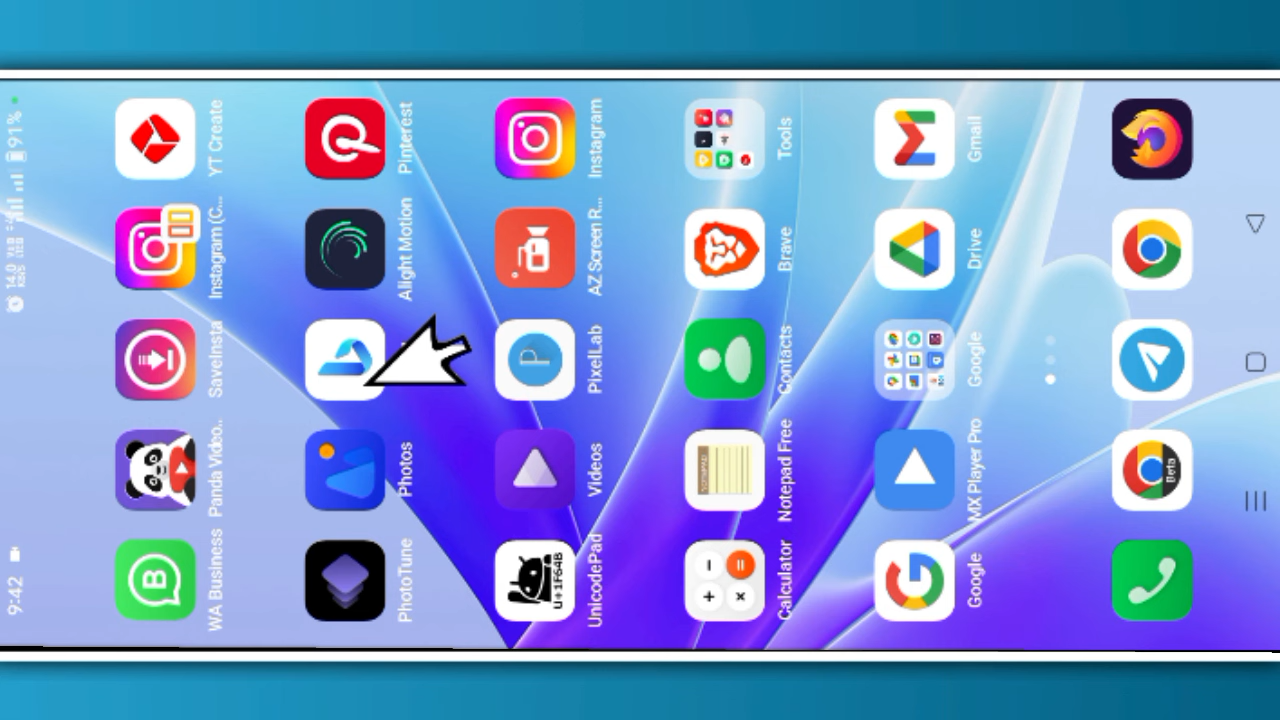 9:42
14.0 KB/S
91%
WA Business
Panda Video..
SaveInsta
Instagram (C...
YT Create
PhotoTune
Photos
Alight Motion
Pinterest
U+1F64B
UnicodePad
Videos
P
PixelLab
AZ Screen R...
Instagram
Calculator
NOTEPAD
Notepad Free
Contacts
Brave
Tools
Google
MX Player Pro
Google
Drive
Gmail
Beta